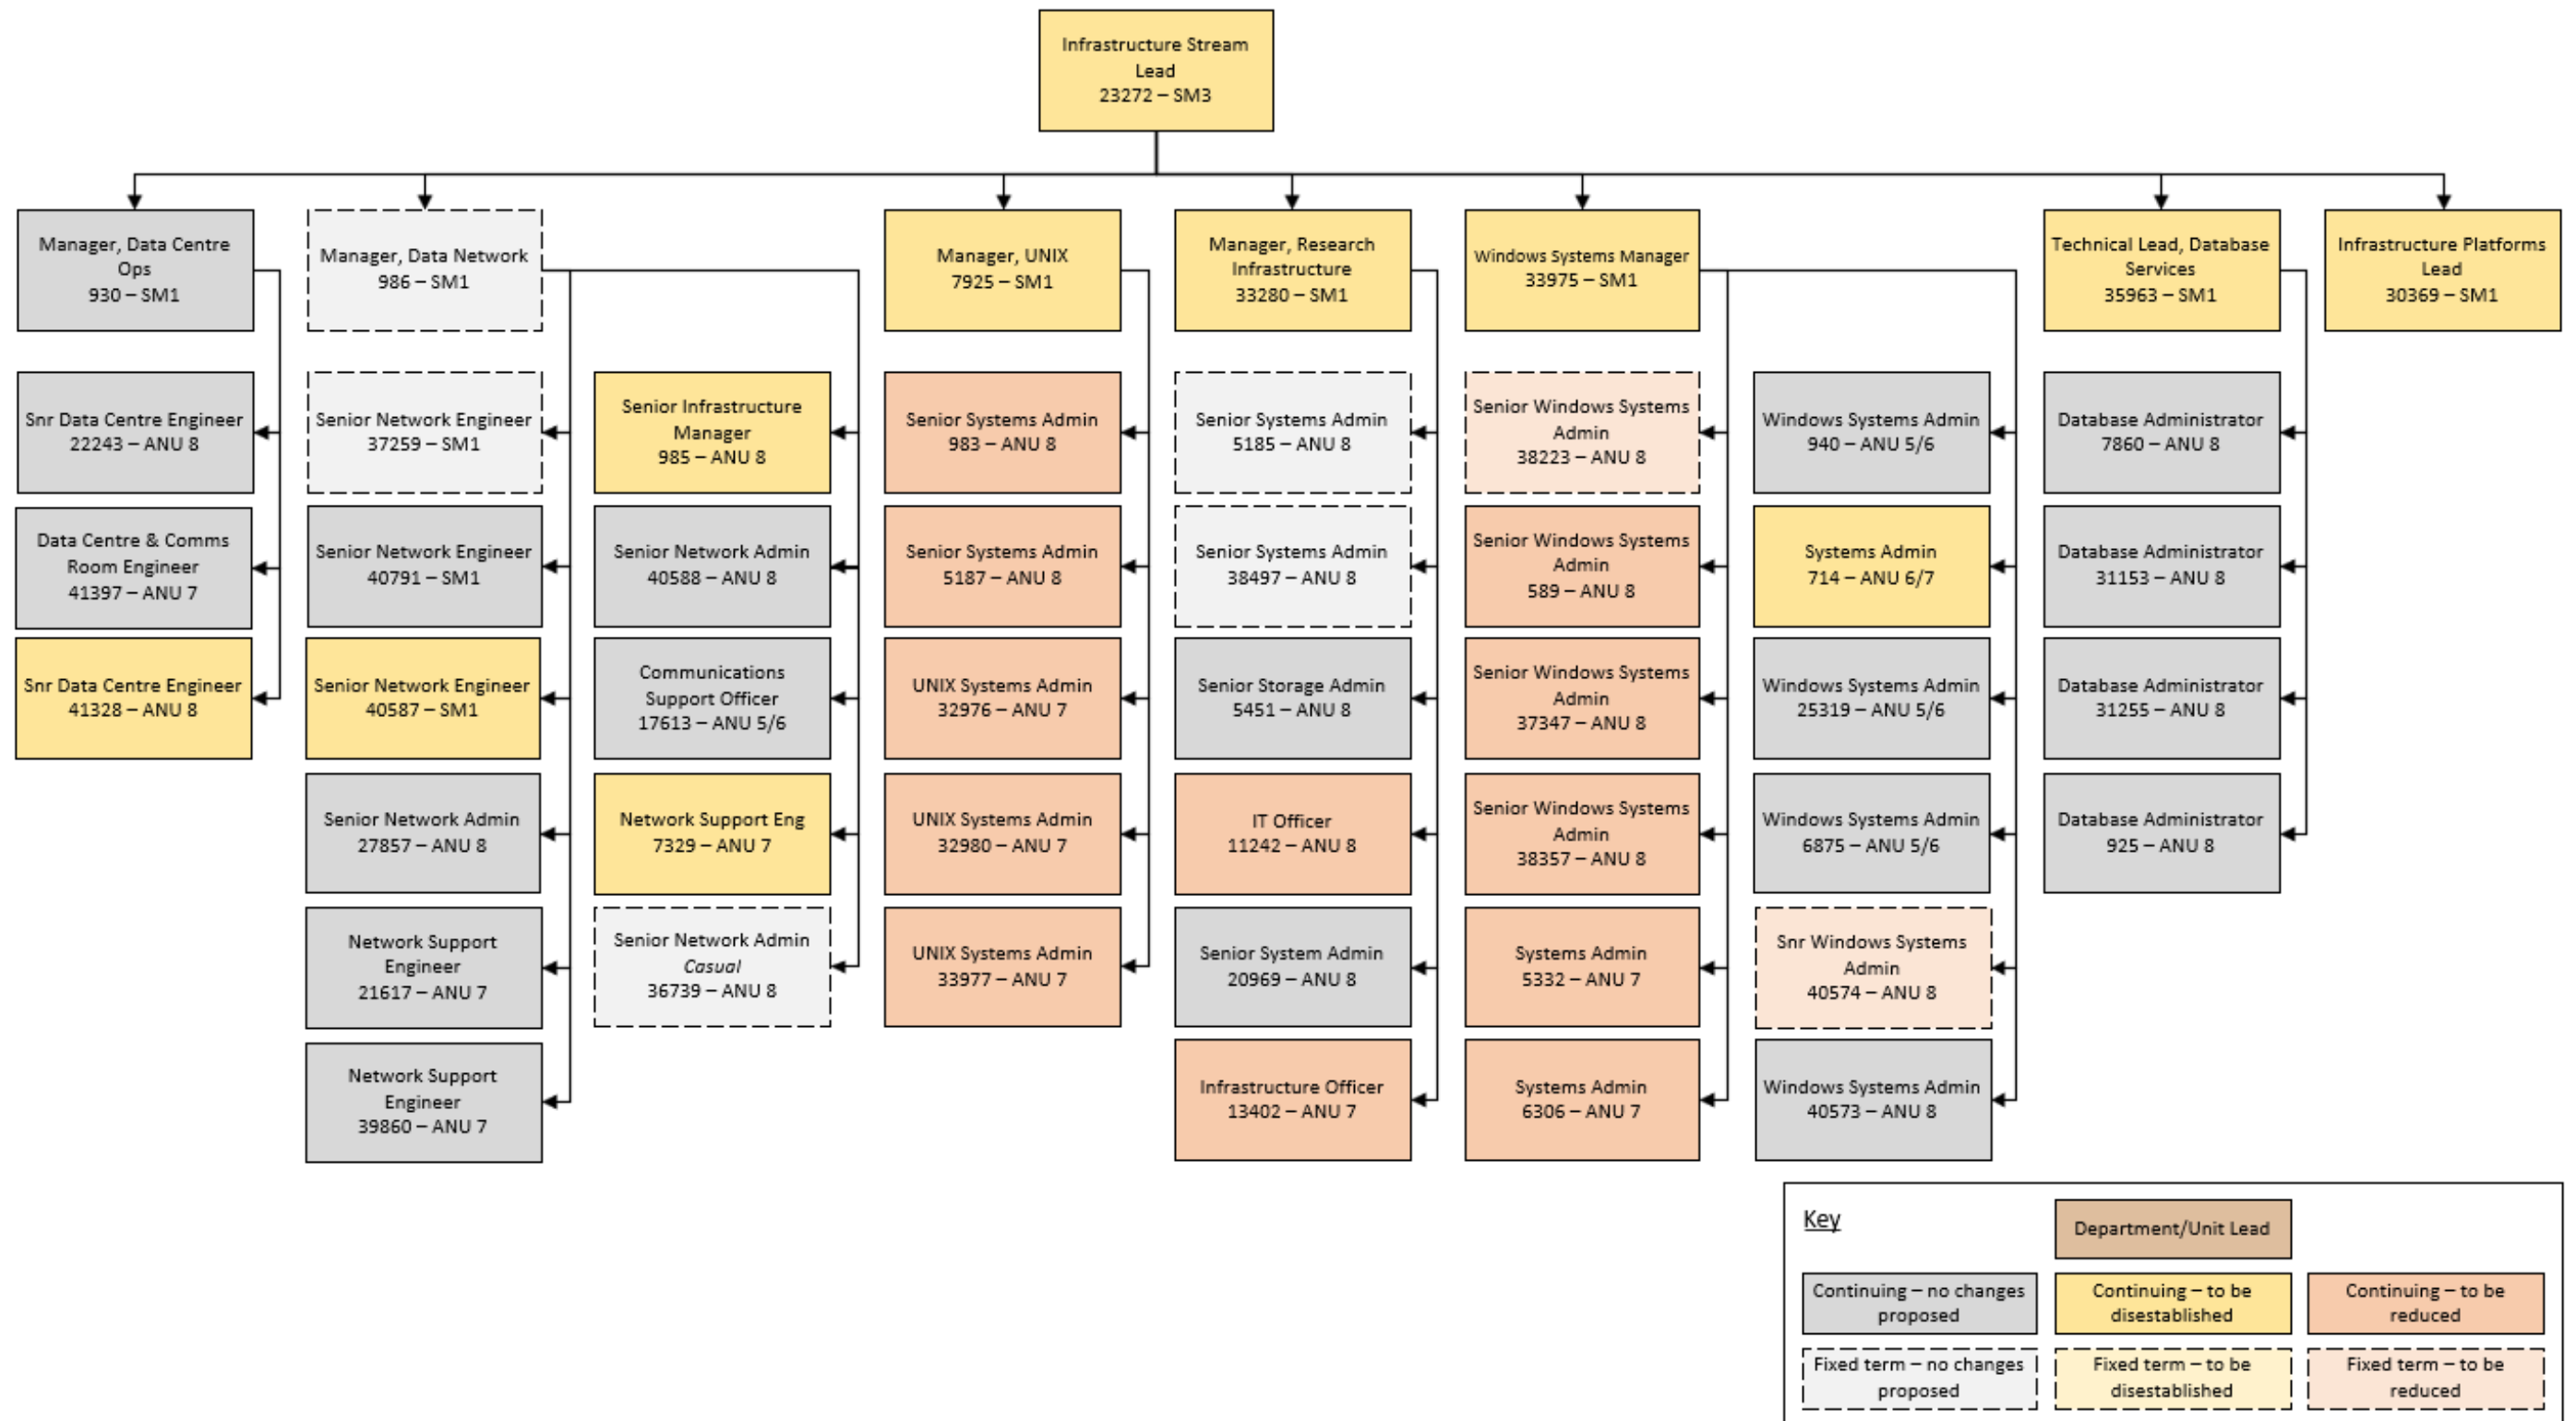 Infrastructure Stream
Lead
23272 – SM3
Manager, Data Centre
Ops
930 – SM1
Manager, Data Network
986 – SM1
Manager, UNIX
7925 – SM1
Manager, Research
Infrastructure
33280 – SM1
Windows Systems Manager
33975 – SM1
Technical Lead, Database
Services
35963 – SM1
Infrastructure Platforms
Lead
30369 – SM1
Snr Data Centre Engineer
22243 – ANU 8
Senior Network Engineer
37259 – SM1
Senior Infrastructure
Manager
985 – ANU 8
Senior Systems Admin
983 – ANU 8
Senior Systems Admin
5185 – ANU 8
Senior Windows Systems
Admin
38223 – ANU 8
Windows Systems Admin
940 – ANU 5/6
Database Administrator
7860 – ANU 8
Data Centre & Comms
Room Engineer
41397 – ANU 7
Senior Network Engineer
40791 – SM1
Senior Network Admin
40588 – ANU 8
Senior Systems Admin
5187 – ANU 8
Senior Systems Admin
38497 – ANU 8
Senior Windows Systems
Admin
589 – ANU 8
Systems Admin
714 – ANU 6/7
Database Administrator
31153 – ANU 8
Snr Data Centre Engineer
41328 – ANU 8
Senior Network Engineer
40587 – SM1
Communications
Support Officer
17613 – ANU 5/6
UNIX Systems Admin
32976 – ANU 7
Senior Storage Admin
5451 – ANU 8
Senior Windows Systems
Admin
37347 – ANU 8
Windows Systems Admin
25319 – ANU 5/6
Database Administrator
31255 – ANU 8
Senior Network Admin
27857 – ANU 8
Network Support Eng
7329 – ANU 7
UNIX Systems Admin
32980 – ANU 7
IT Officer
11242 – ANU 8
Senior Windows Systems
Admin
38357 – ANU 8
Windows Systems Admin
6875 – ANU 5/6
Database Administrator
925 – ANU 8
Network Support
Engineer
21617 – ANU 7
Senior Network Admin
Casual
36739 – ANU 8
UNIX Systems Admin
33977 – ANU 7
Senior System Admin
20969 – ANU 8
Systems Admin
5332 – ANU 7
Snr Windows Systems
Admin
40574 – ANU 8
Network Support
Engineer
39860 – ANU 7
Infrastructure Officer
13402 – ANU 7
Systems Admin
6306 – ANU 7
Windows Systems Admin
40573 – ANU 8
Key
Department/Unit Lead
Continuing – no changes
proposed
Continuing – to be
disestablished
Continuing – to be
reduced
Fixed term – no changes
proposed
Fixed term – to be
disestablished
Fixed term – to be
reduced